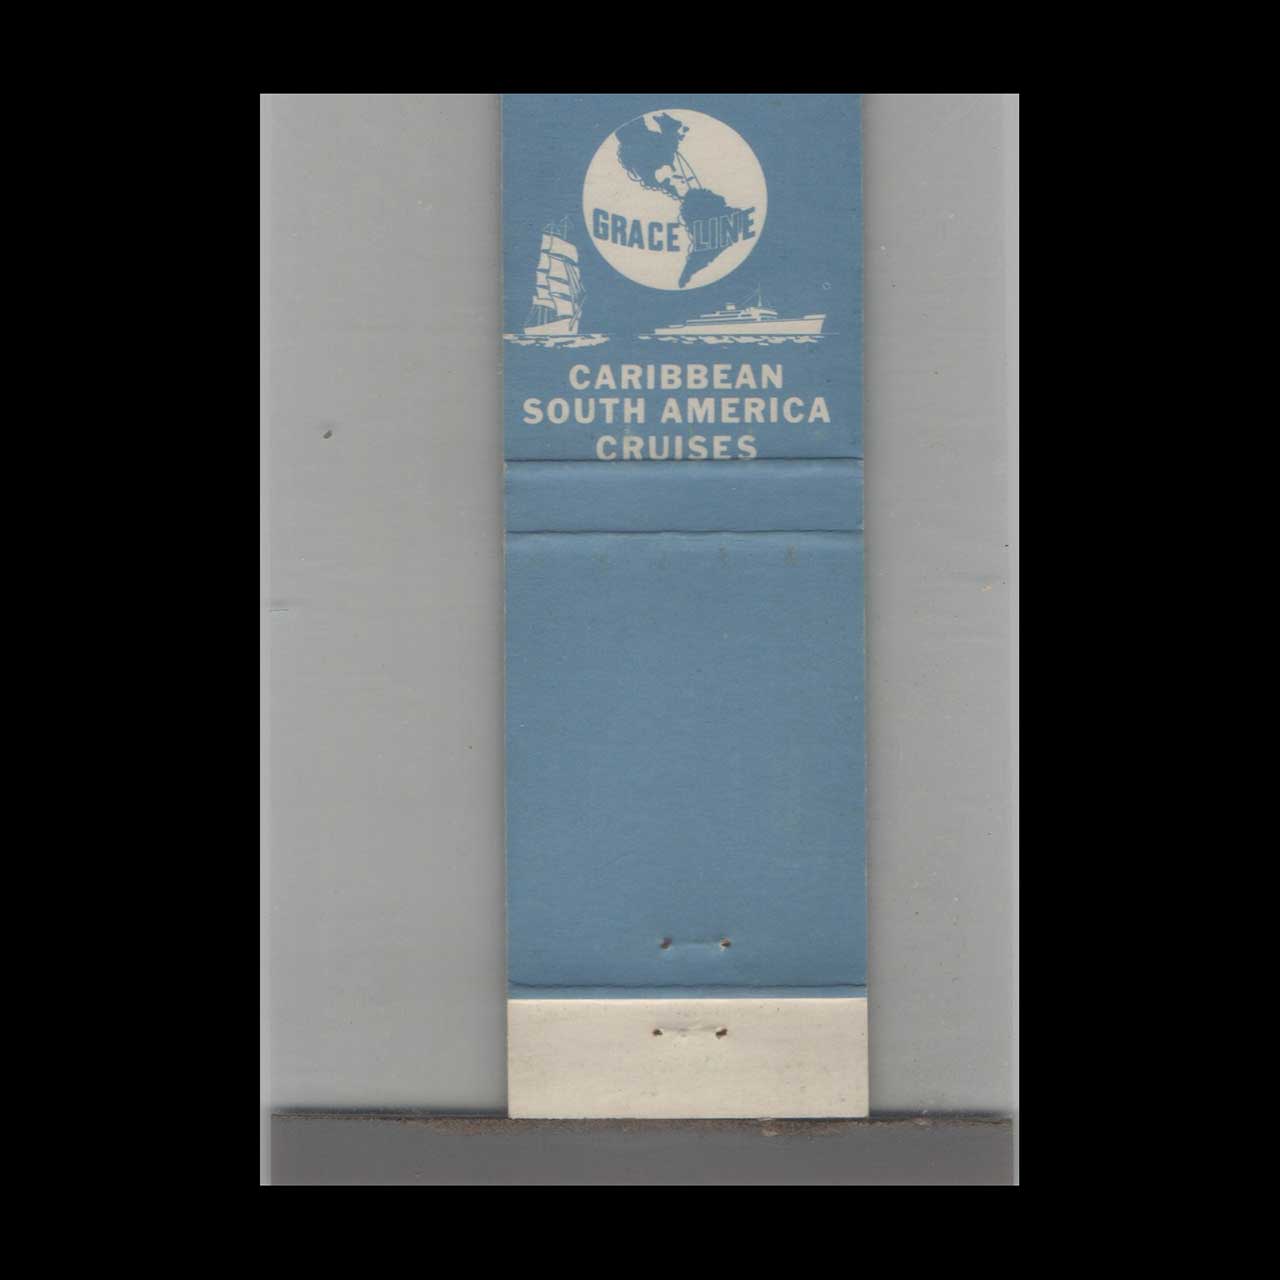 GRACE LINE
CARIBBEAN
SOUTH AMERICA
CRUISES